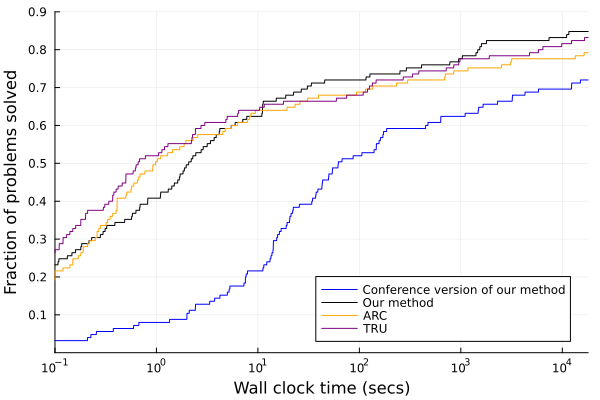 0.9
0.8
0.7
0.6
0.5
0.4
0.3
0.2
0.1
Fraction of problems solved
Conference version of our method
Our method
ARC
TRU
10⁻¹ 10⁰ 10¹ 10² 10³ 10⁴
Wall clock time (secs)